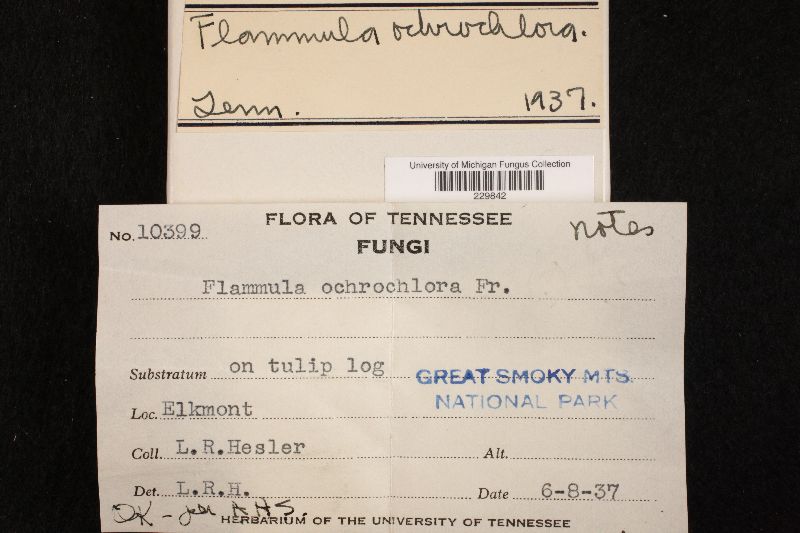 Flammula ochrochlora.
Tenn. 1937.
University of Michigan Fungus Collection
229842
No. 10399
FLORA OF TENNESSEE
FUNGI
notes
Flammula ochrochlora Fr.
Substratum on tulip log
GREAT SMOKY MTS.
NATIONAL PARK
Loc. Elkmont
Coll. L.R.Hesler Alt.
Det. L.R.H. Date 6-8-37
OK - AHS.
HERBARIUM OF THE UNIVERSITY OF TENNESSEE